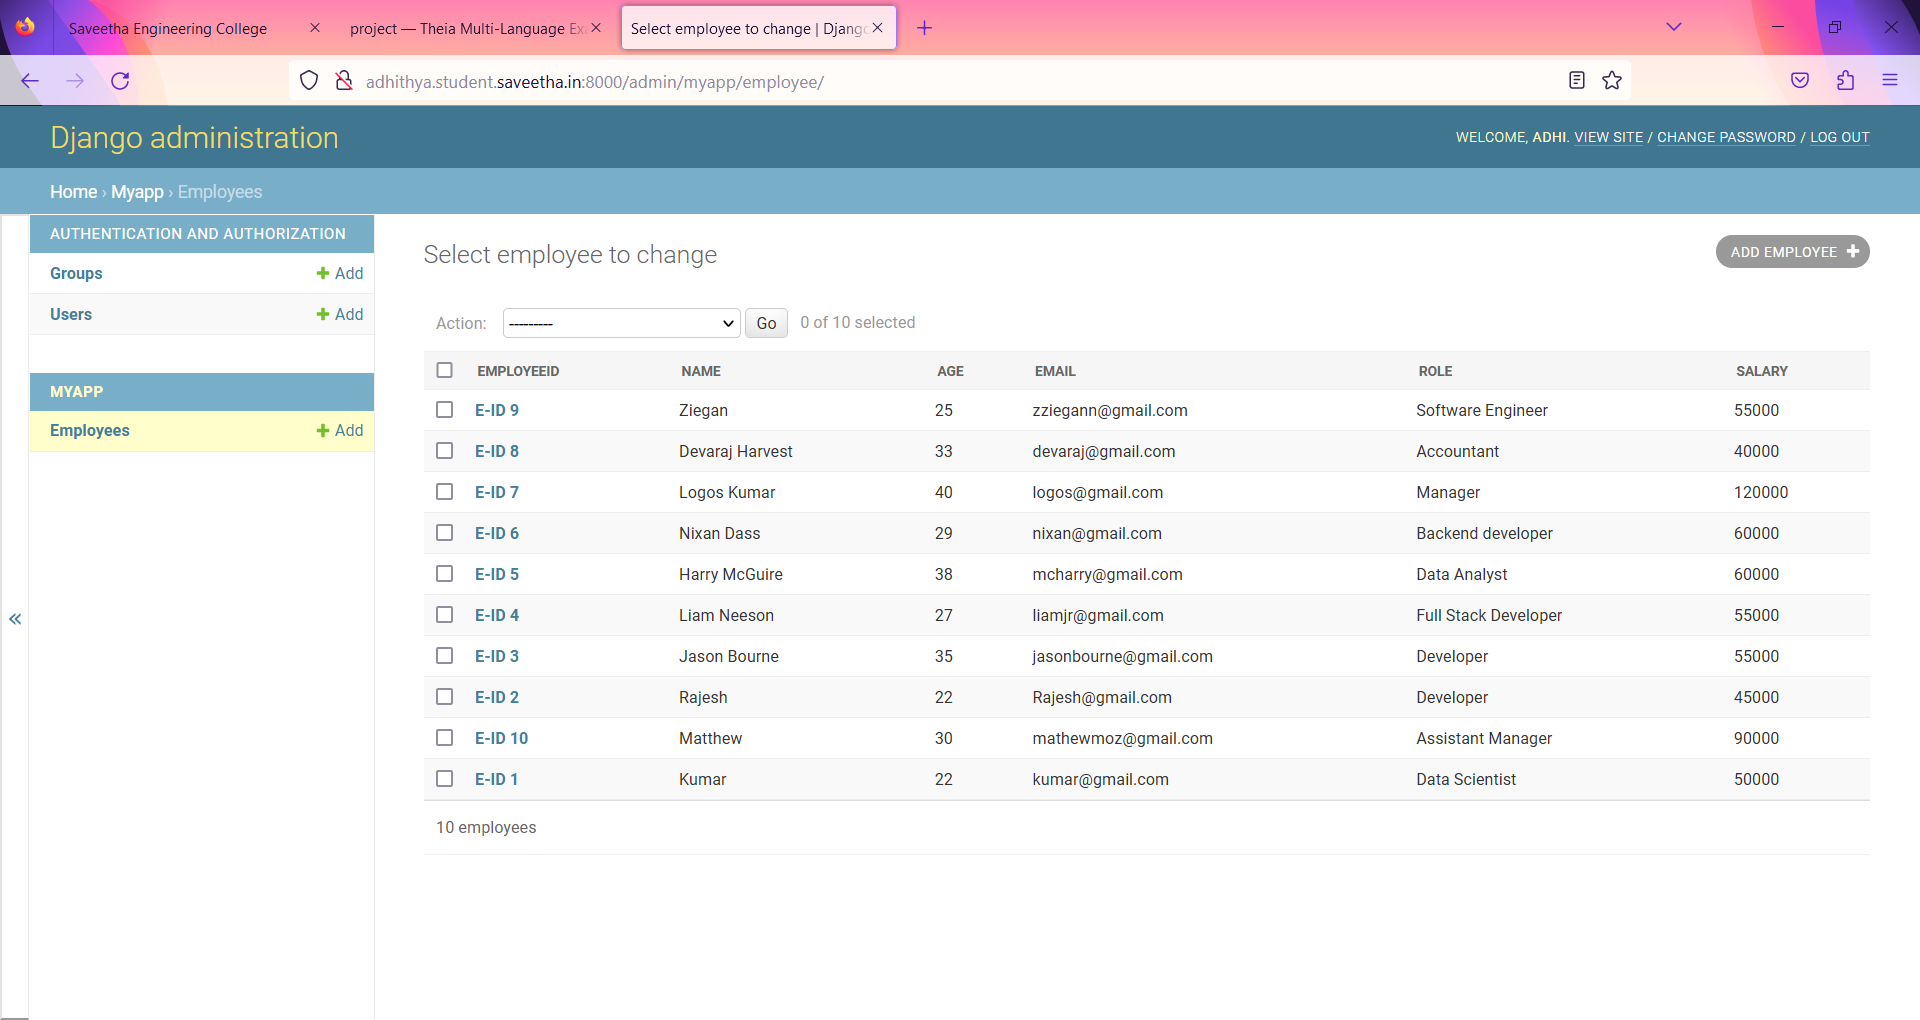 Saveetha Engineering College
project — Theia Multi-Language Ex
Select employee to change | Django
adhithya.student.saveetha.in:8000/admin/myapp/employee/
Django administration
WELCOME, ADHI. VIEW SITE / CHANGE PASSWORD / LOG OUT
Home › Myapp › Employees
AUTHENTICATION AND AUTHORIZATION
Groups Add
Users Add
MYAPP
Employees Add
«
Select employee to change
ADD EMPLOYEE
Action: --------- Go 0 of 10 selected
EMPLOYEEID NAME AGE EMAIL ROLE SALARY
E-ID 9 Ziegan 25 zziegann@gmail.com Software Engineer 55000
E-ID 8 Devaraj Harvest 33 devaraj@gmail.com Accountant 40000
E-ID 7 Logos Kumar 40 logos@gmail.com Manager 120000
E-ID 6 Nixan Dass 29 nixan@gmail.com Backend developer 60000
E-ID 5 Harry McGuire 38 mcharry@gmail.com Data Analyst 60000
E-ID 4 Liam Neeson 27 liamjr@gmail.com Full Stack Developer 55000
E-ID 3 Jason Bourne 35 jasonbourne@gmail.com Developer 55000
E-ID 2 Rajesh 22 Rajesh@gmail.com Developer 45000
E-ID 10 Matthew 30 mathewmoz@gmail.com Assistant Manager 90000
E-ID 1 Kumar 22 kumar@gmail.com Data Scientist 50000
10 employees